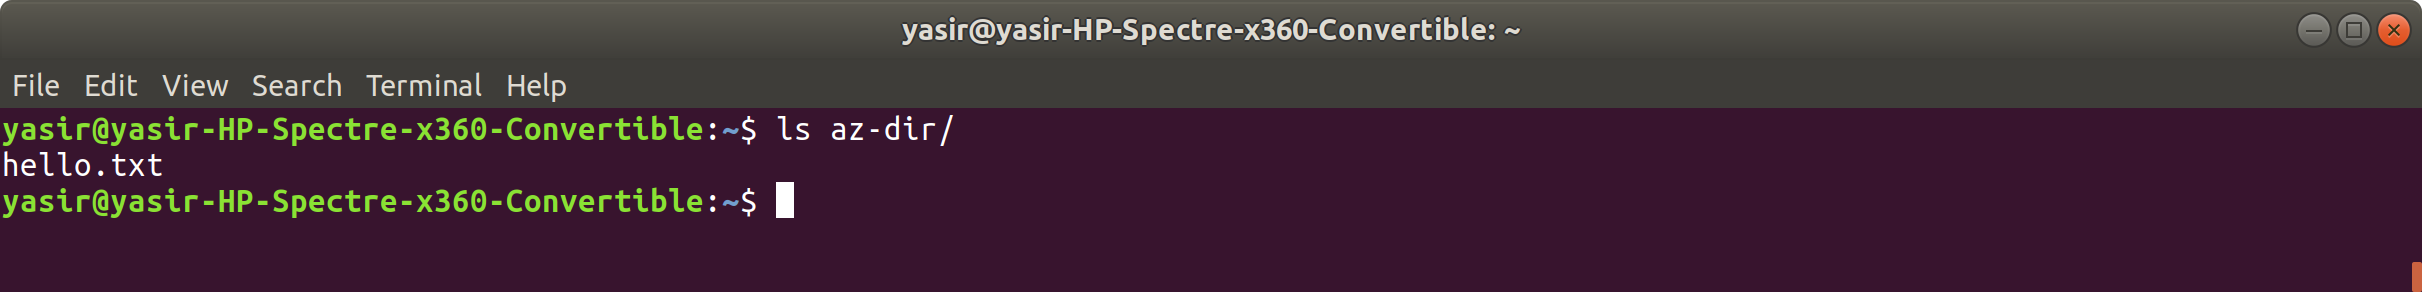 yasir@yasir-HP-Spectre-x360-Convertible: ~
File Edit View Search Terminal Help
yasir@yasir-HP-Spectre-x360-Convertible:~$ ls az-dir/
hello.txt
yasir@yasir-HP-Spectre-x360-Convertible:~$